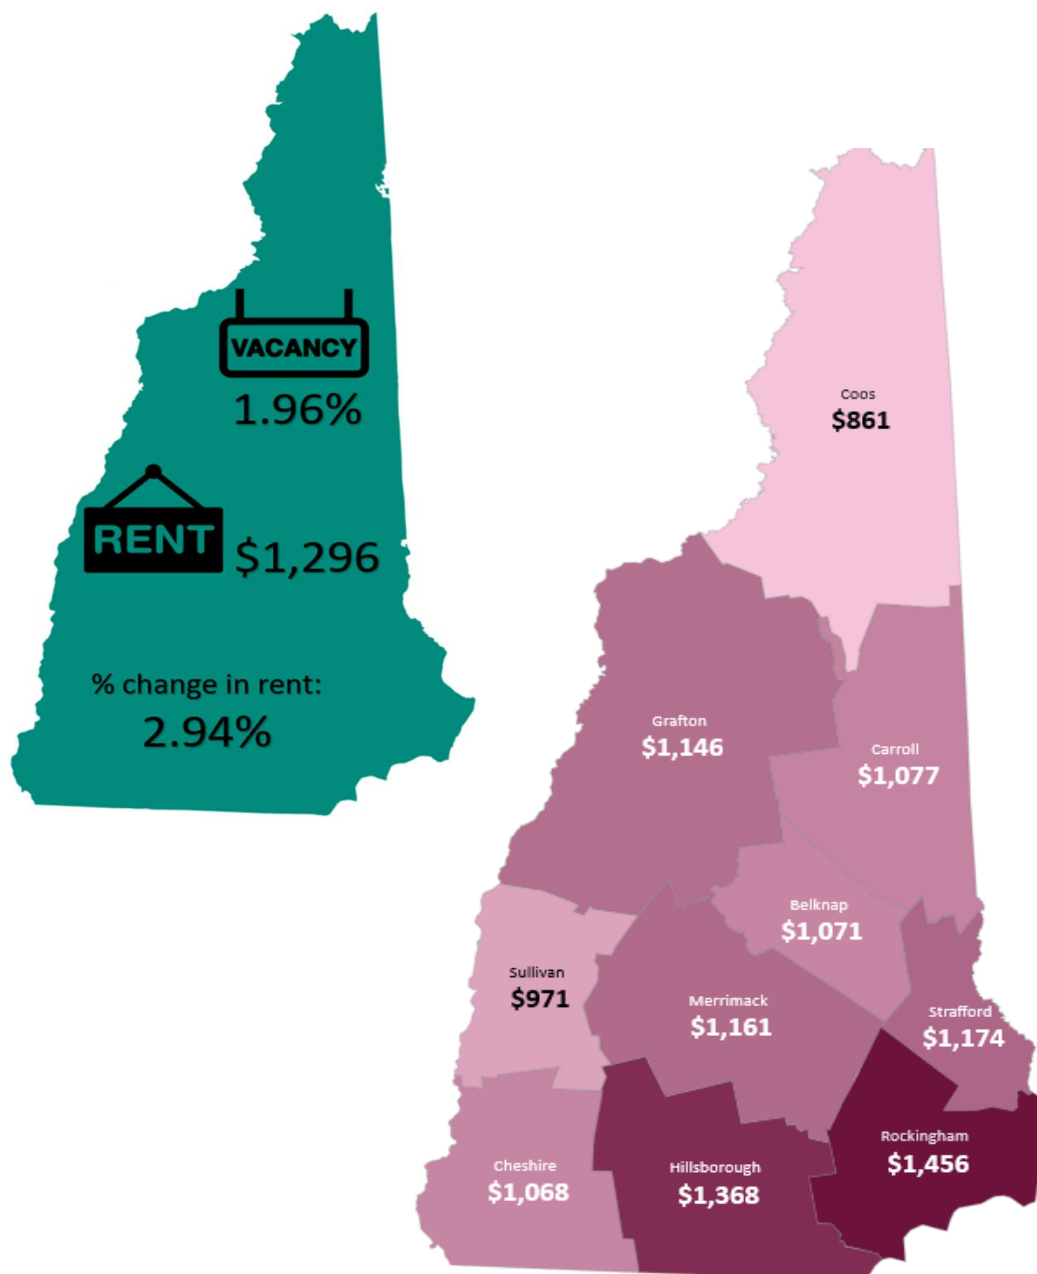 VACANCY
1.96%
RENT
$1,296
% change in rent:
2.94%
Coos
$861
Grafton
$1,146
Carroll
$1,077
Belknap
$1,071
Sullivan
$971
Merrimack
$1,161
Strafford
$1,174
Rockingham
$1,456
Cheshire
$1,068
Hillsborough
$1,368